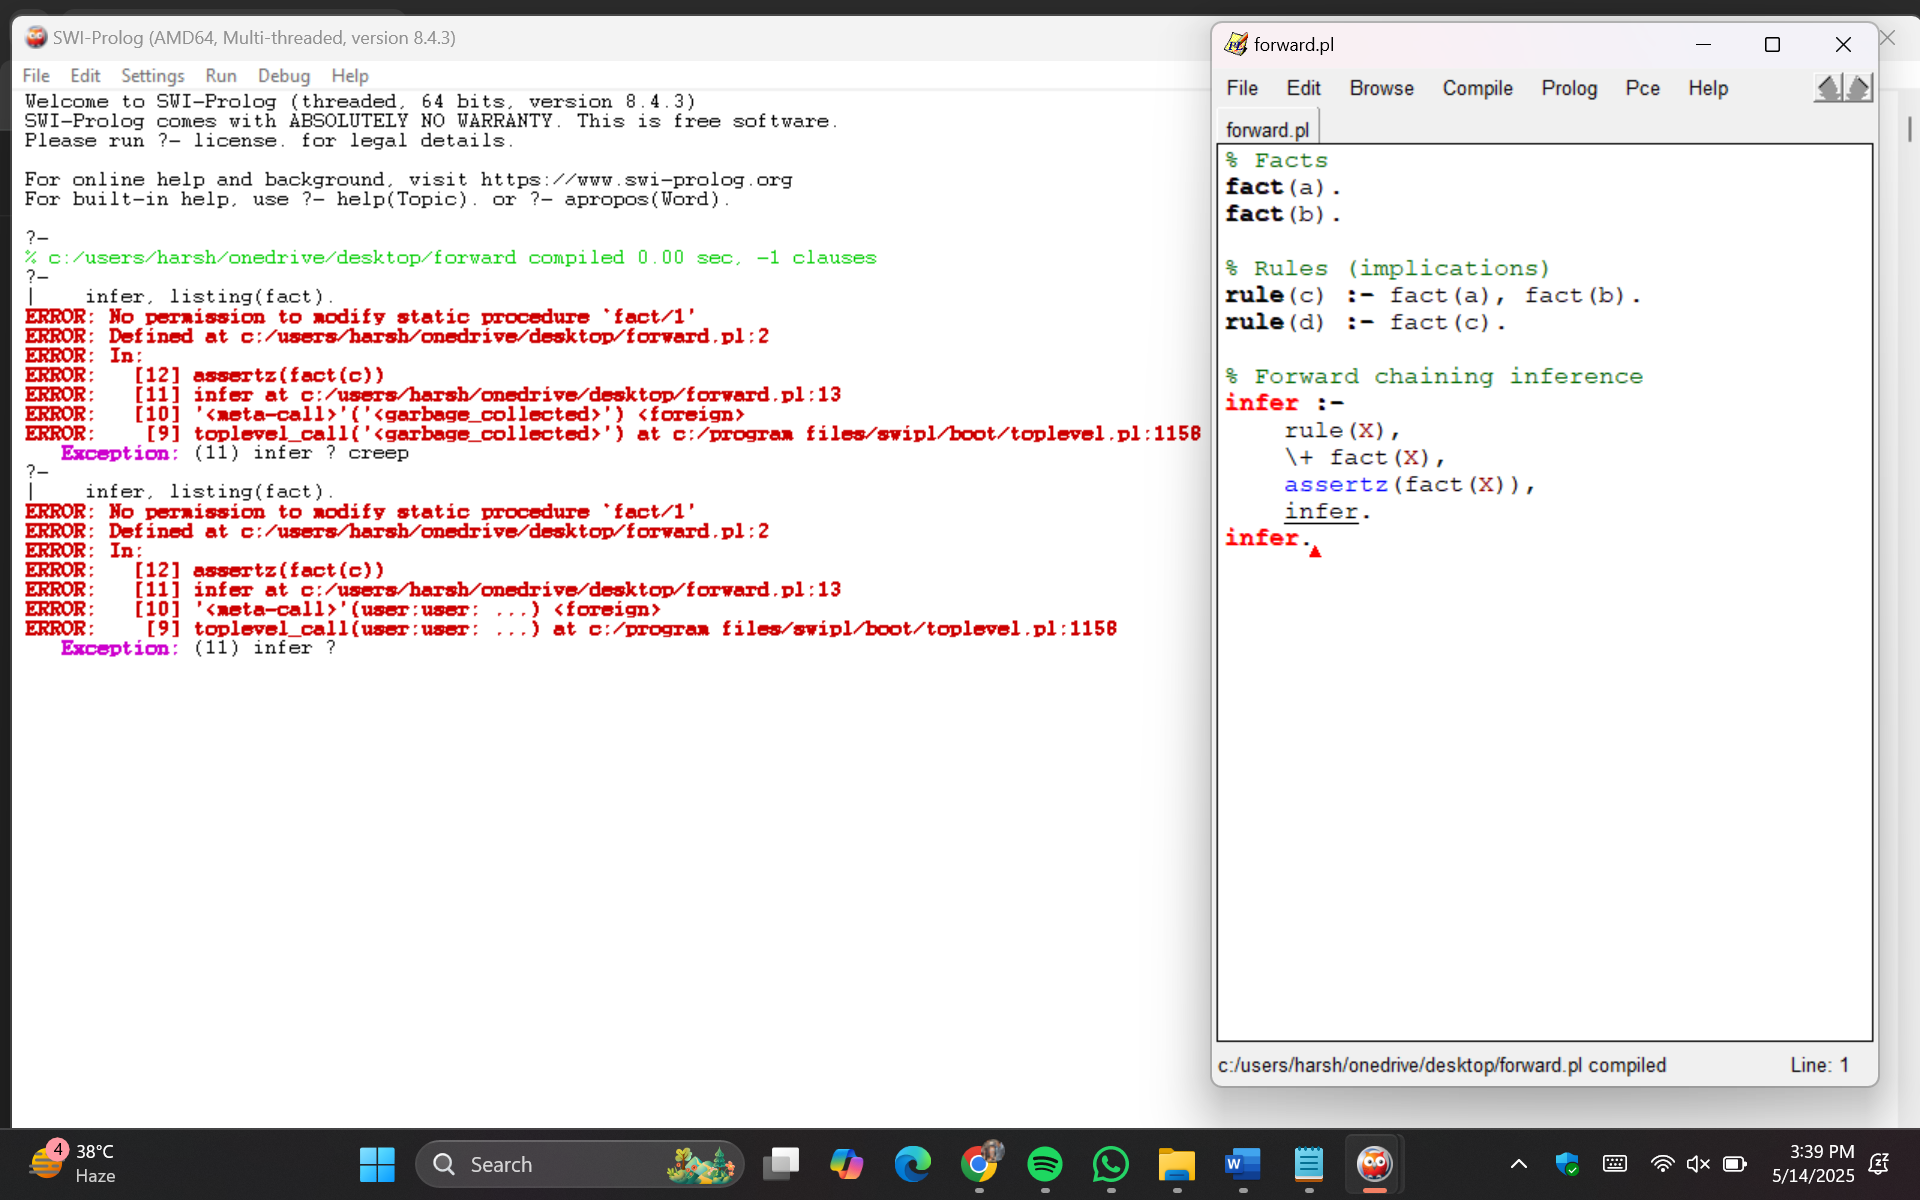 SWI-Prolog (AMD64, Multi-threaded, version 8.4.3)
File Edit Settings Run Debug Help
Welcome to SWI-Prolog (threaded, 64 bits, version 8.4.3)
SWI-Prolog comes with ABSOLUTELY NO WARRANTY. This is free software.
Please run ?- license. for legal details.
For online help and background, visit https://www.swi-prolog.org
For built-in help, use ?- help(Topic). or ?- apropos(Word).
?-
% c:/users/harsh/onedrive/desktop/forward compiled 0.00 sec, -1 clauses
?-
|    infer, listing(fact).
ERROR: No permission to modify static procedure `fact/1'
ERROR: Defined at c:/users/harsh/onedrive/desktop/forward.pl:2
ERROR: In:
ERROR:   [12] assertz(fact(c))
ERROR:   [11] infer at c:/users/harsh/onedrive/desktop/forward.pl:13
ERROR:   [10] '<meta-call>'('<garbage_collected>') <foreign>
ERROR:    [9] toplevel_call('<garbage_collected>') at c:/program files/swipl/boot/toplevel.pl:1158
   Exception: (11) infer ? creep
?-
|    infer, listing(fact).
ERROR: No permission to modify static procedure `fact/1'
ERROR: Defined at c:/users/harsh/onedrive/desktop/forward.pl:2
ERROR: In:
ERROR:   [12] assertz(fact(c))
ERROR:   [11] infer at c:/users/harsh/onedrive/desktop/forward.pl:13
ERROR:   [10] '<meta-call>'(user:user: ...) <foreign>
ERROR:    [9] toplevel_call(user:user: ...) at c:/program files/swipl/boot/toplevel.pl:1158
   Exception: (11) infer ?
forward.pl
File Edit Browse Compile Prolog Pce Help
forward.pl
% Facts
fact(a).
fact(b).
% Rules (implications)
rule(c) :- fact(a), fact(b).
rule(d) :- fact(c).
% Forward chaining inference
infer :-
    rule(X),
    \+ fact(X),
    assertz(fact(X)),
    infer.
infer.
c:/users/harsh/onedrive/desktop/forward.pl compiled Line: 1
4 38°C
Haze
Search
3:39 PM
5/14/2025